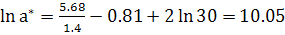 ln a* = 5.68/1.4 − 0.81 + 2 ln 30 = 10.05